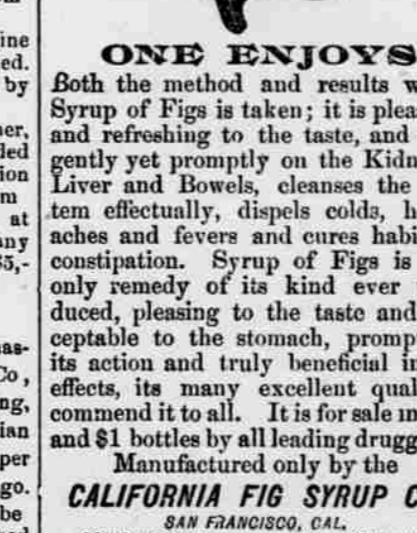 ine
ed.
by
ner,
ded
tion
m
at
any
$5,-
as-
Co,
ng,
ian
per
go.
be
ONE ENJOYS
Both the method and results w
Syrup of Figs is taken; it is plea
and refreshing to the taste, and
gently yet promptly on the Kidn
Liver and Bowels, cleanses the
tem effectually, dispels colds, h
aches and fevers and cures habi
constipation. Syrup of Figs is
only remedy of its kind ever
duced, pleasing to the taste and
ceptable to the stomach, promp
its action and truly beneficial in
effects, its many excellent qua
commend it to all. It is for sale in
and $1 bottles by all leading drugg
Manufactured only by the
CALIFORNIA FIG SYRUP C
SAN FRANCISCO, CAL.